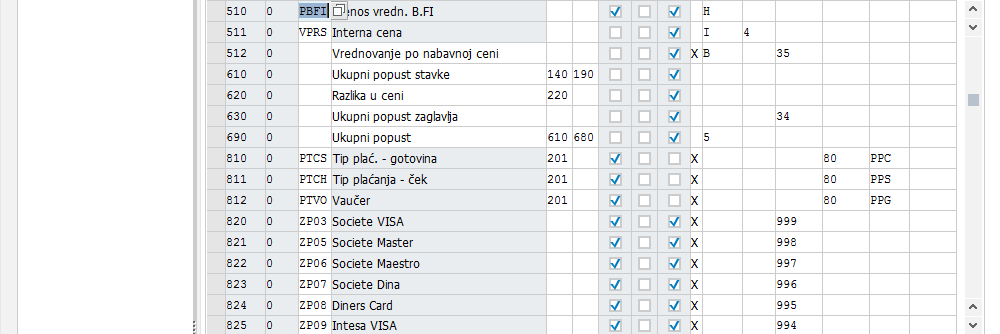 510 0 PBFI enos vredn. B.FI H
511 0 VPRS Interna cena I 4
512 0 Vrednovanje po nabavnoj ceni X B 35
610 0 Ukupni popust stavke 140 190
620 0 Razlika u ceni 220
630 0 Ukupni popust zaglavlja 34
690 0 Ukupni popust 610 680 5
810 0 PTCS Tip plać. - gotovina 201 X 80 PPC
811 0 PTCH Tip plaćanja - ček 201 X 80 PPS
812 0 PTVO Vaučer 201 X 80 PPG
820 0 ZP03 Societe VISA X 999
821 0 ZP05 Societe Master X 998
822 0 ZP06 Societe Maestro X 997
823 0 ZP07 Societe Dina X 996
824 0 ZP08 Diners Card X 995
825 0 ZP09 Intesa VISA X 994